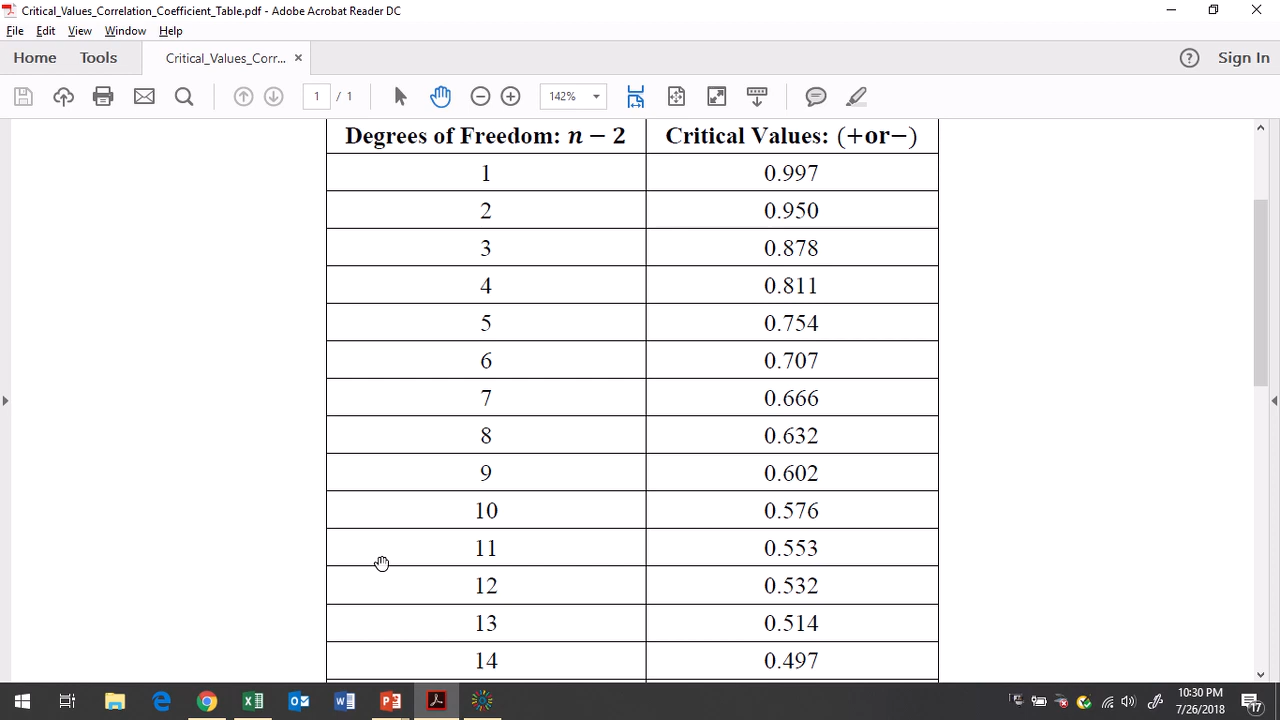 Critical_Values_Correlation_Coefficient_Table.pdf - Adobe Acrobat Reader DC
File Edit View Window Help
Home Tools Critical_Values_Corr... × ? Sign In
1 / 1 142%
Degrees of Freedom: n − 2 Critical Values: (+or−)
1 0.997
2 0.950
3 0.878
4 0.811
5 0.754
6 0.707
7 0.666
8 0.632
9 0.602
10 0.576
11 0.553
12 0.532
13 0.514
14 0.497
10:30 PM
7/26/2018
17